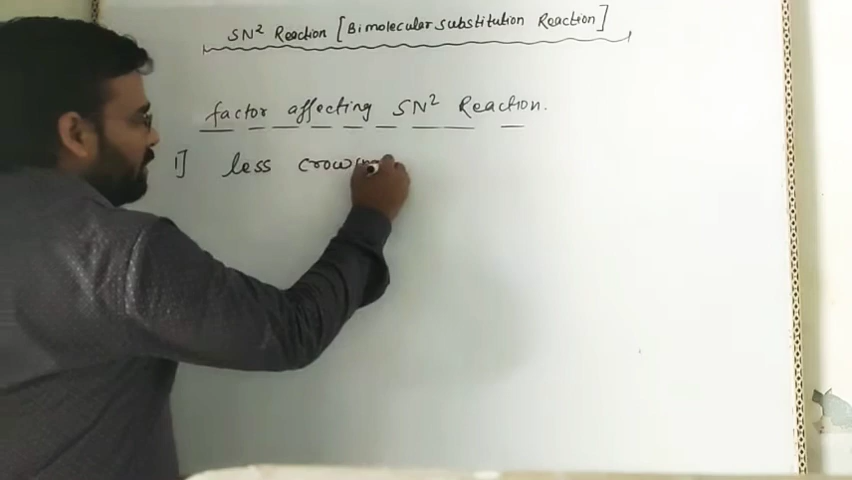 SN² Reaction [Bimolecular substitution Reaction]
factor affecting SN² Reaction.
1] less